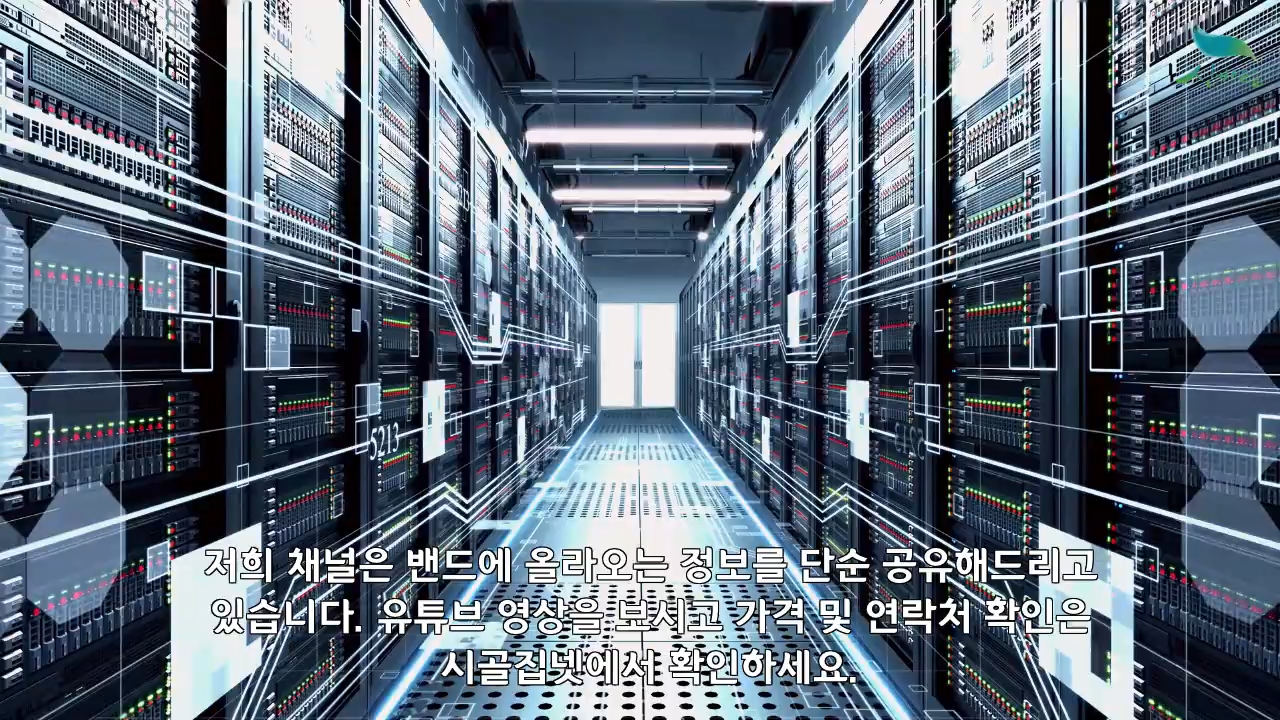 5213
저희 채널은 밴드에 올라오는 정보를 단순 공유해드리고
있습니다. 유튜브 영상을 보시고 가격 및 연락처 확인은
시골집넷에서 확인하세요.